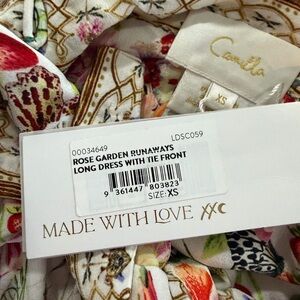 Camilla
XS
00034649
LDSC059
ROSE GARDEN RUNAWAYS
LONG DRESS WITH TIE FRONT
9 361447 803823
SIZE: XS
MADE WITH LOVE XXC